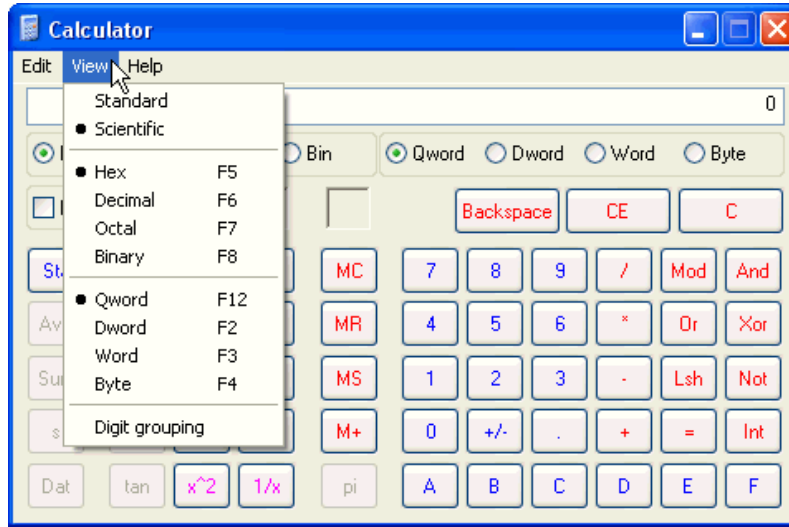 Calculator
Edit View Help
0
Standard
Scientific
Hex F5
Decimal F6
Octal F7
Binary F8
Qword F12
Dword F2
Word F3
Byte F4
Digit grouping
Bin Qword Dword Word Byte
Backspace CE C
MC 7 8 9 / Mod And
MR 4 5 6 * Or Xor
MS 1 2 3 - Lsh Not
M+ 0 +/- . + = Int
Dat tan x^2 1/x pi A B C D E F